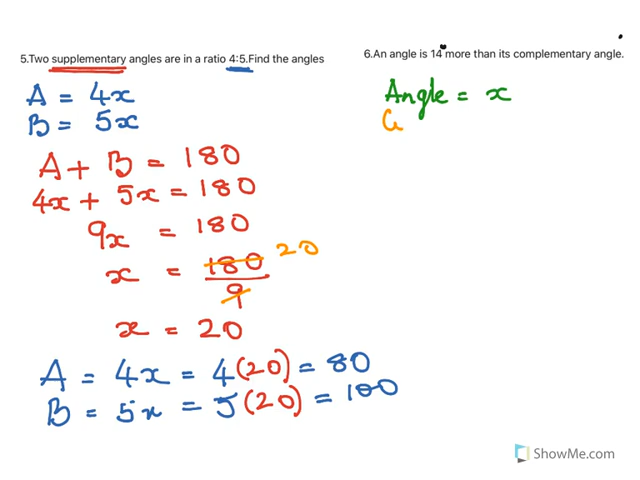 5.Two supplementary angles are in a ratio 4:5.Find the angles
A = 4x
B = 5x
A + B = 180
4x + 5x = 180
9x = 180
x = 180/9 20
x = 20
A = 4x = 4(20) = 80
B = 5x = 5(20) = 100
6.An angle is 14° more than its complementary angle.
Angle = x
C
ShowMe.com